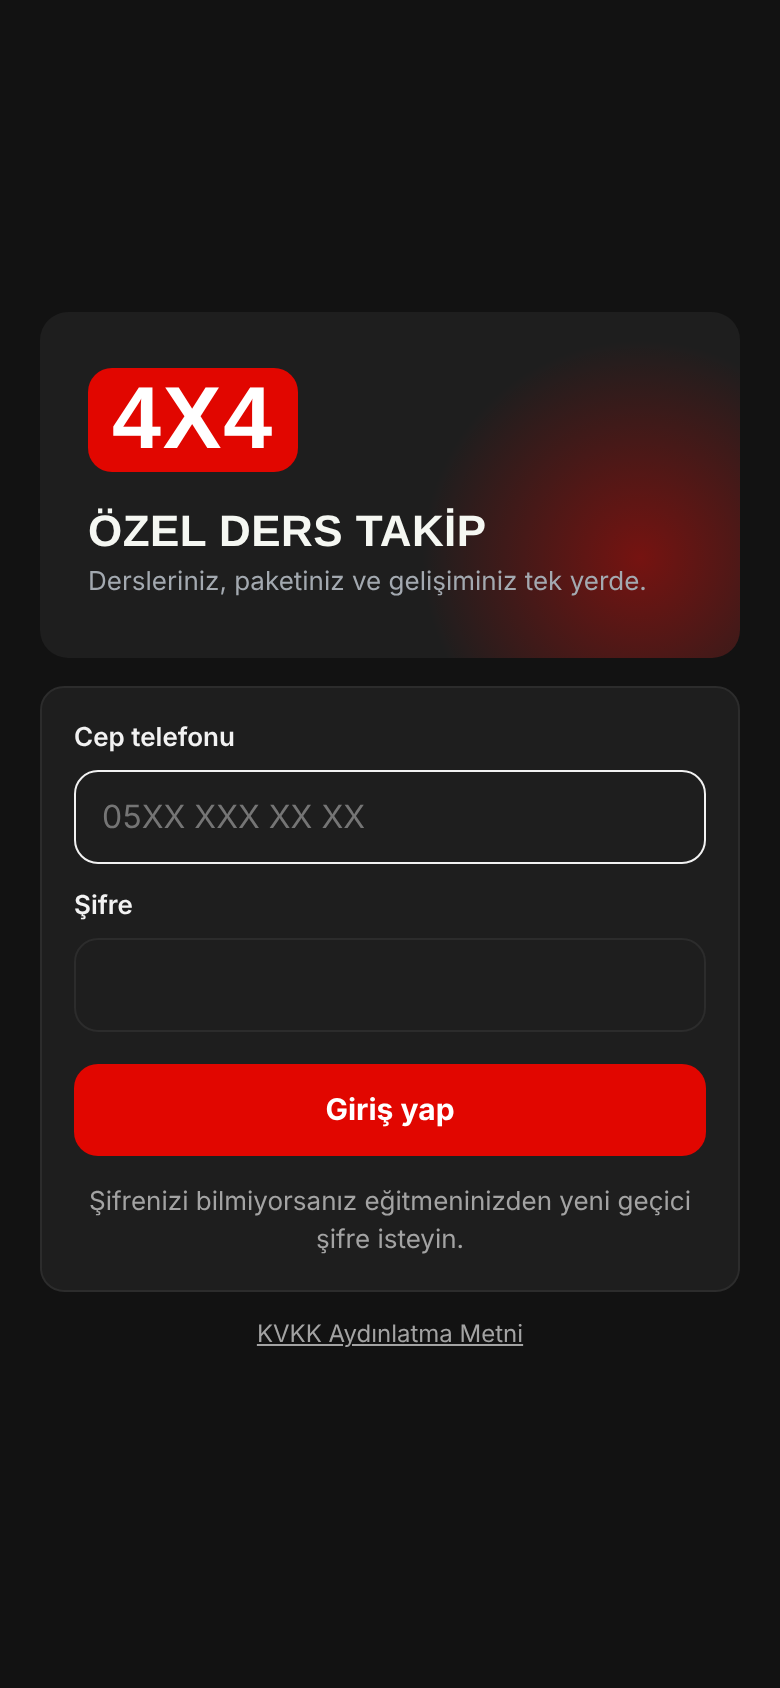 4X4
ÖZEL DERS TAKİP
Dersleriniz, paketiniz ve gelişiminiz tek yerde.
Cep telefonu
05XX XXX XX XX
Şifre
Giriş yap
Şifrenizi bilmiyorsanız eğitmeninizden yeni geçici
şifre isteyin.
KVKK Aydınlatma Metni